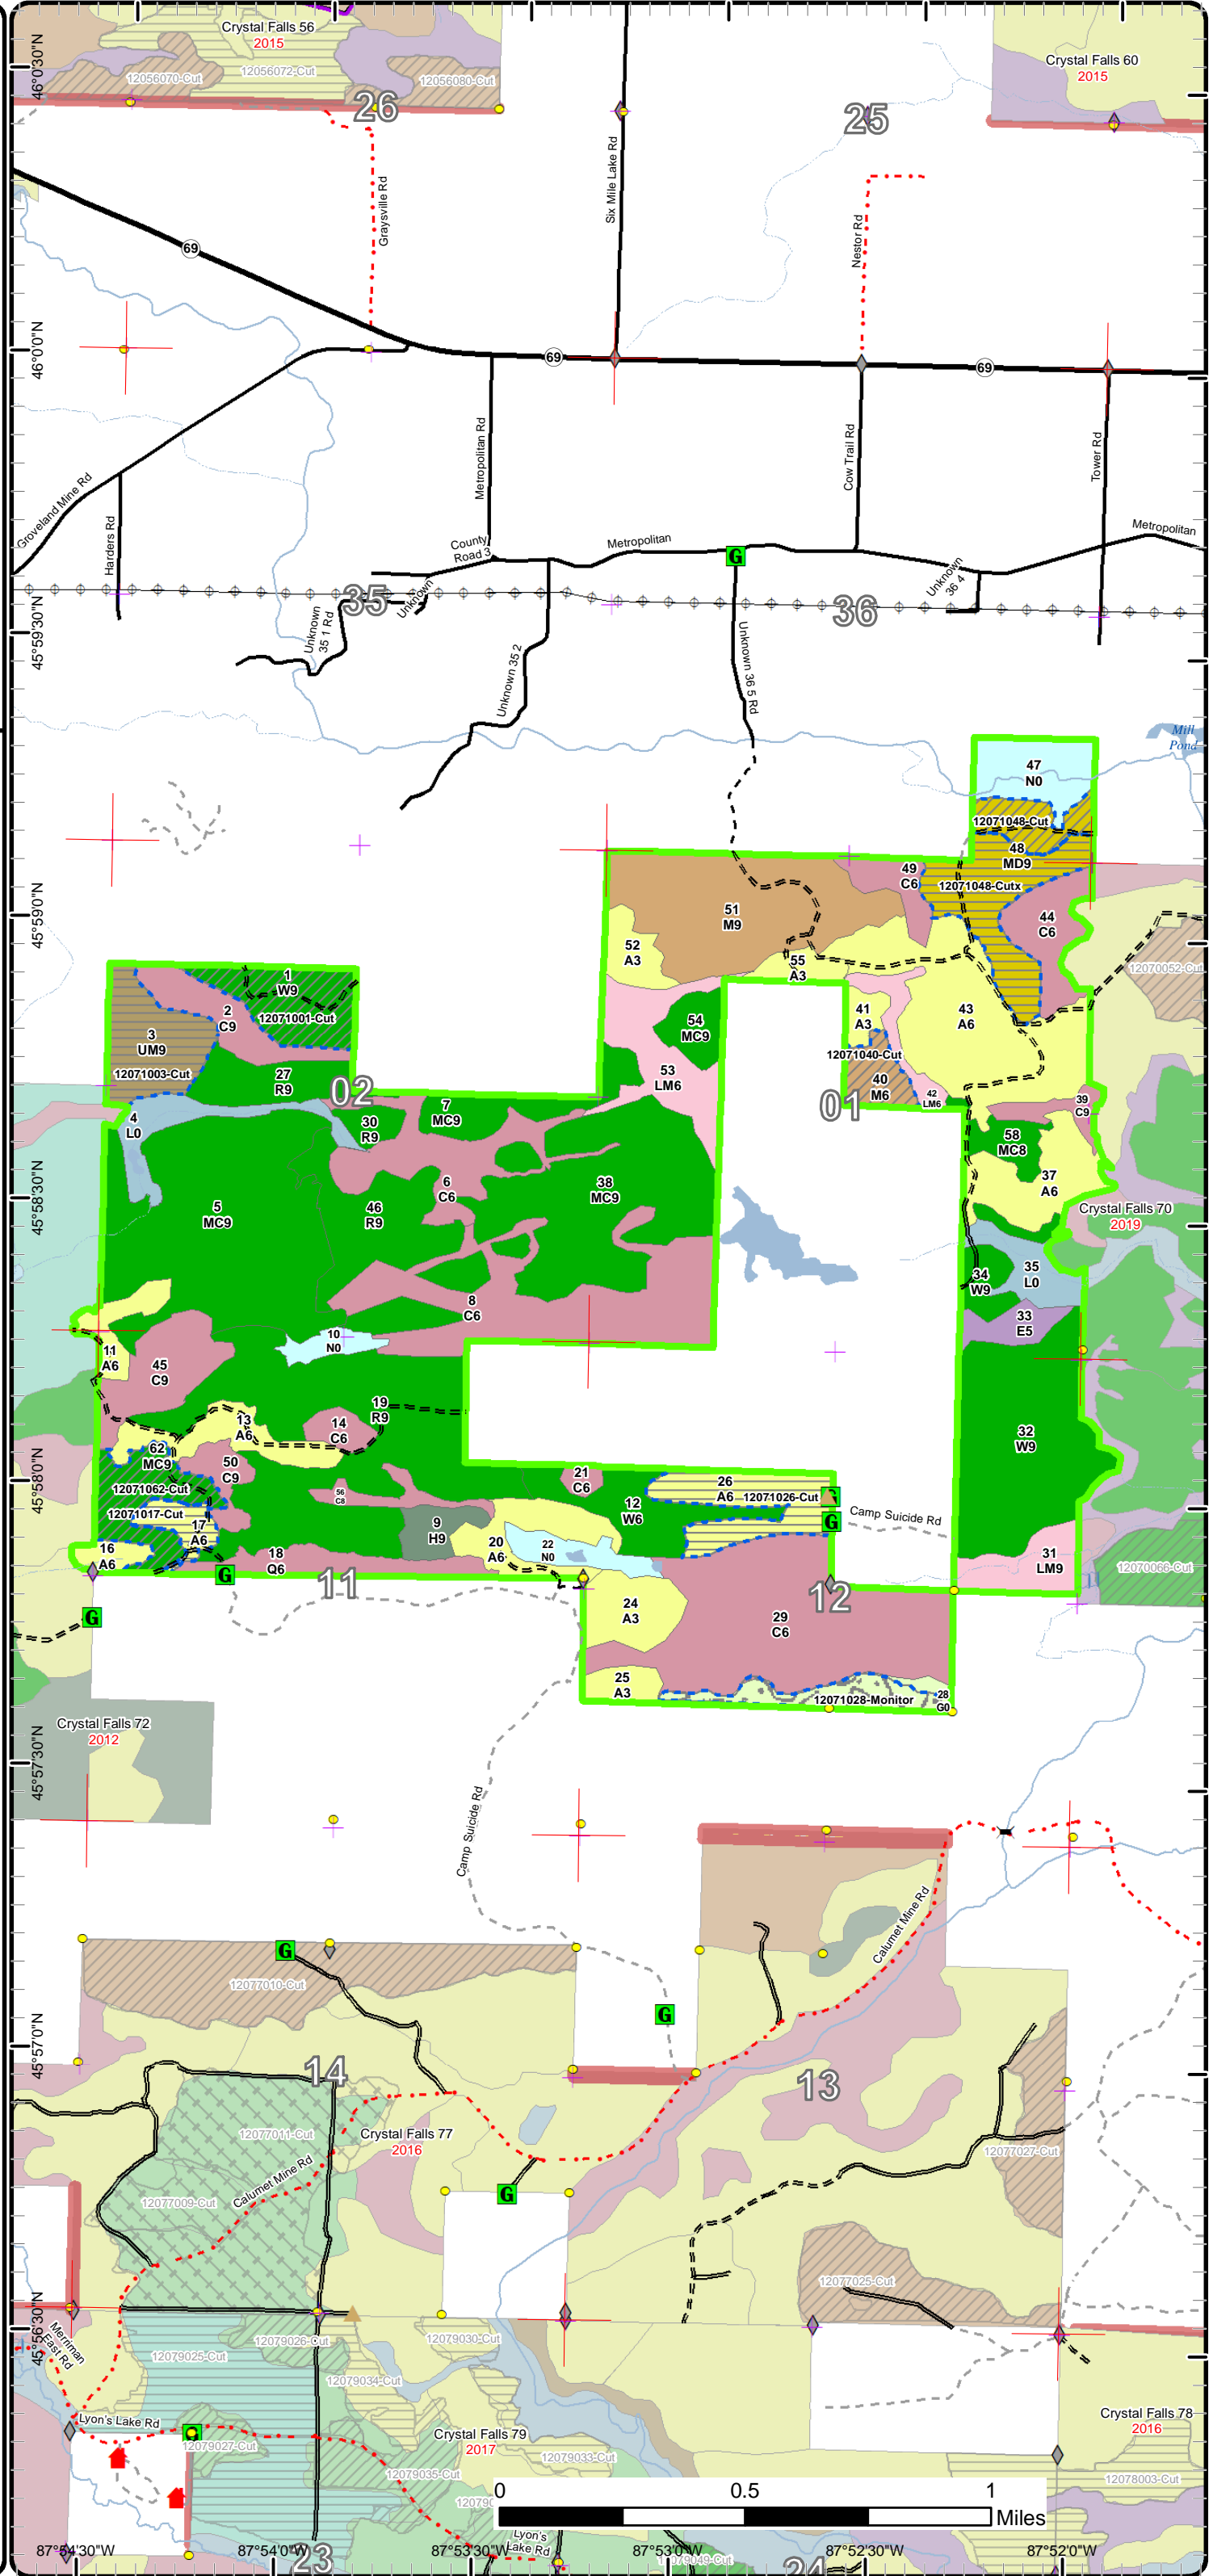 Crystal Falls 56
2015
12056070-Cut
12056072-Cut
12056080-Cut
Crystal Falls 60
2015
46°0'30"N
26
25
Graysville Rd
Six Mile Lake Rd
Nestor Rd
69
46°0'0"N
69
69
Groveland Mine Rd
Harders Rd
Metropolitan Rd
Cow Trail Rd
Tower Rd
County
Road 3
Metropolitan
G
Metropolitan
Unknown
36 4
35
Unknown
36
45°59'30"N
Unknown
35 1 Rd
Unknown 35 2
Unknown 36 5 Rd
Mill
Pond
47
N0
12071048-Cut
48
MD9
49
C6
12071048-Cutx
45°59'0"N
51
M9
44
C6
52
A3
55
A3
12070052-Cut
1
W9
2
C9
12071001-Cut
3
UM9
12071003-Cut
27
R9
54
MC9
53
LM6
41
A3
43
A6
12071040-Cut
40
M6
42
LM6
39
C9
02
01
4
L0
30
R9
7
MC9
58
MC8
37
A6
45°58'30"N
5
MC9
46
R9
6
C6
38
MC9
Crystal Falls 70
2019
34
W9
35
L0
8
C6
33
E5
10
N0
11
A6
45
C9
19
R9
13
A6
14
C6
32
W9
62
MC9
50
C9
45°58'0"N
12071062-Cut
56
C8
21
C6
26
A6
12071026-Cut
G
12071017-Cut
12
W6
G
Camp Suicide Rd
17
A6
9
H9
16
A6
20
A6
22
N0
18
Q6
31
LM9
12070066-Cut
G
11
12
G
24
A3
29
C6
25
A3
12071028-Monitor
28
G0
Crystal Falls 72
2012
45°57'30"N
Camp Suicide Rd
Calumet Mine Rd
G
12077010-Cut
G
45°57'0"N
14
13
12077011-Cut
Crystal Falls 77
2016
12077027-Cut
Calumet Mine Rd
12077009-Cut
G
12077025-Cut
45°56'30"N
Merriman
East Rd
12079026-Cut
12079030-Cut
12079025-Cut
12079034-Cut
Lyon's Lake Rd
G
12079027-Cut
Crystal Falls 79
2017
12079033-Cut
Crystal Falls 78
2016
12079035-Cut
12078003-Cut
0
0.5
1
Miles
Lyon's
Lake Rd
87°54'30"W
87°54'0"W
87°53'30"W
87°53'0"W
87°52'30"W
87°52'0"W
12079049-Cut
23
24